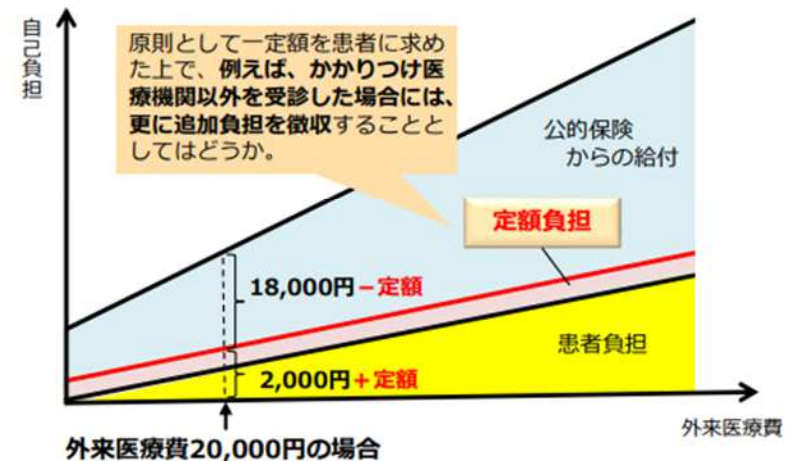 自己負担
原則として一定額を患者に求め
た上で、例えば、かかりつけ医
療機関以外を受診した場合には、
更に追加負担を徴収することと
してはどうか。
公的保険
からの給付
定額負担
18,000円－定額
患者負担
2,000円＋定額
外来医療費
外来医療費20,000円の場合